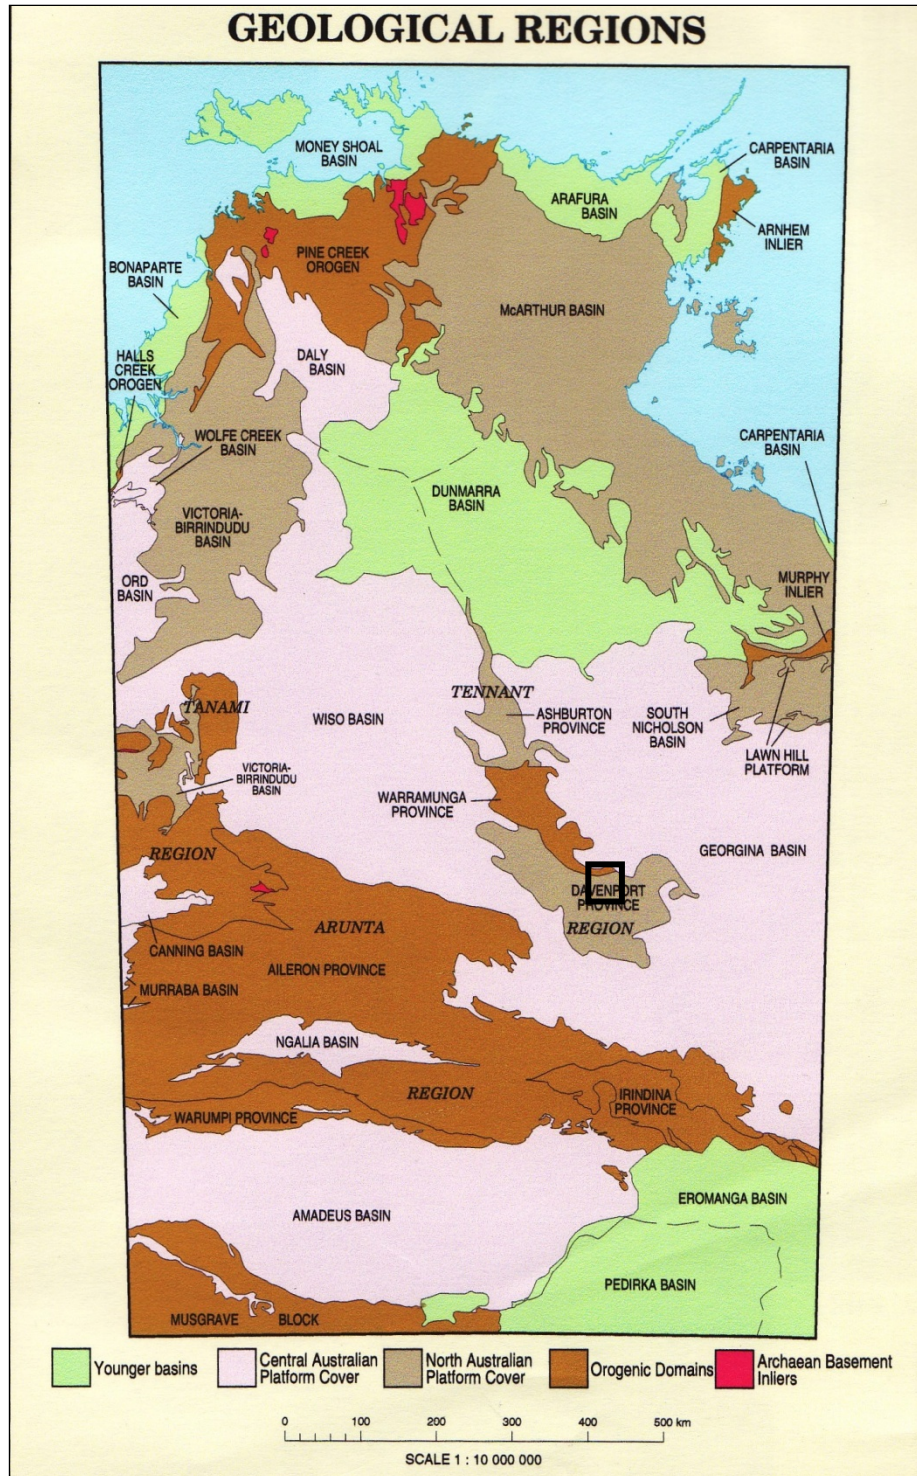 GEOLOGICAL REGIONS
MONEY SHOAL
BASIN
CARPENTARIA
BASIN
ARAFURA
BASIN
ARNHEM
INLIER
PINE CREEK
OROGEN
BONAPARTE
BASIN
McARTHUR BASIN
HALLS
CREEK
OROGEN
DALY
BASIN
WOLFE CREEK
BASIN
CARPENTARIA
BASIN
DUNMARRA
BASIN
VICTORIA-
BIRRINDUDU
BASIN
ORD
BASIN
MURPHY
INLIER
TENNANT
TANAMI
WISO BASIN
ASHBURTON
PROVINCE
SOUTH
NICHOLSON
BASIN
LAWN HILL
PLATFORM
VICTORIA-
BIRRINDUDU
BASIN
WARRAMUNGA
PROVINCE
REGION
GEORGINA BASIN
DAVENPORT
PROVINCE
REGION
ARUNTA
CANNING BASIN
AILERON PROVINCE
MURRABA BASIN
NGALIA BASIN
REGION
IRINDINA
PROVINCE
WARUMPI PROVINCE
EROMANGA BASIN
AMADEUS BASIN
PEDIRKA BASIN
MUSGRAVE BLOCK
Younger basins
Central Australian
Platform Cover
North Australian
Platform Cover
Orogenic Domains
Archaean Basement
Inliers
0 100 200 300 400 500 km
SCALE 1 : 10 000 000